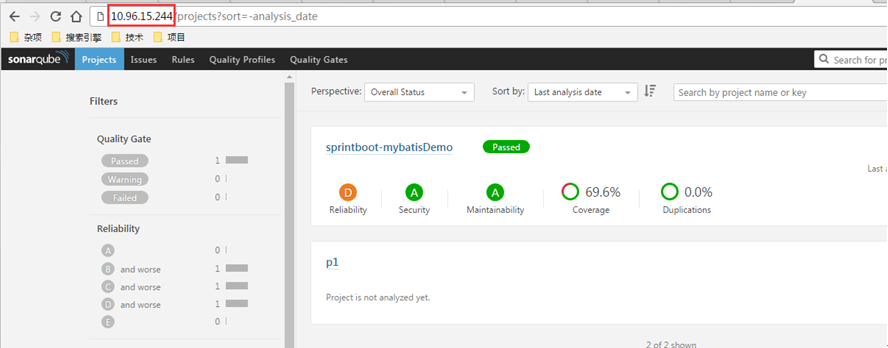 10.96.15.244/projects?sort=-analysis_date
杂项 搜索引擎 技术 项目
sonarqube Projects Issues Rules Quality Profiles Quality Gates Search for pr
Filters
Quality Gate
Passed 1
Warning 0
Failed 0
Reliability
A 0
B and worse 1
C and worse 1
D and worse 1
E 0
Perspective: Overall Status Sort by: Last analysis date Search by project name or key
sprintboot-mybatisDemo Passed
Last a
D A A 69.6% 0.0%
Reliability Security Maintainability Coverage Duplications
p1
Project is not analyzed yet.
2 of 2 shown